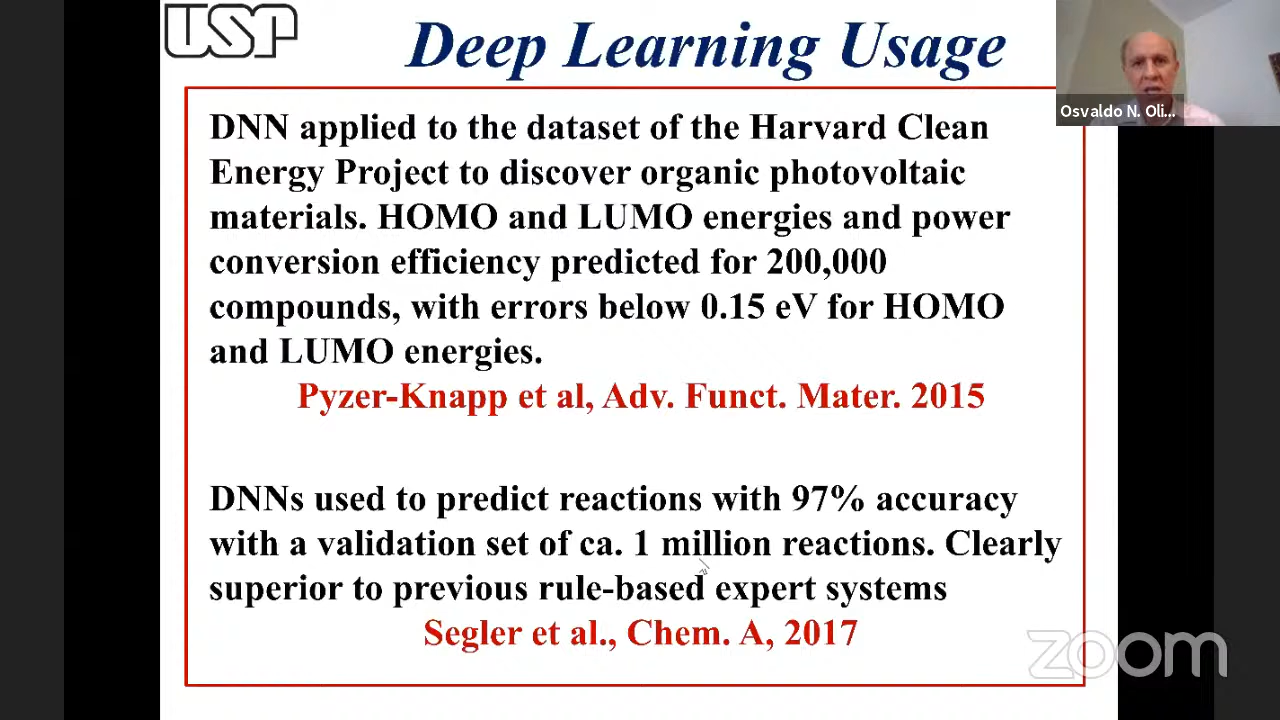 USP
Deep Learning Usage
Osvaldo N. Oli...
DNN applied to the dataset of the Harvard Clean
Energy Project to discover organic photovoltaic
materials. HOMO and LUMO energies and power
conversion efficiency predicted for 200,000
compounds, with errors below 0.15 eV for HOMO
and LUMO energies.
Pyzer-Knapp et al, Adv. Funct. Mater. 2015
DNNs used to predict reactions with 97% accuracy
with a validation set of ca. 1 million reactions. Clearly
superior to previous rule-based expert systems
Segler et al., Chem. A, 2017
zoom